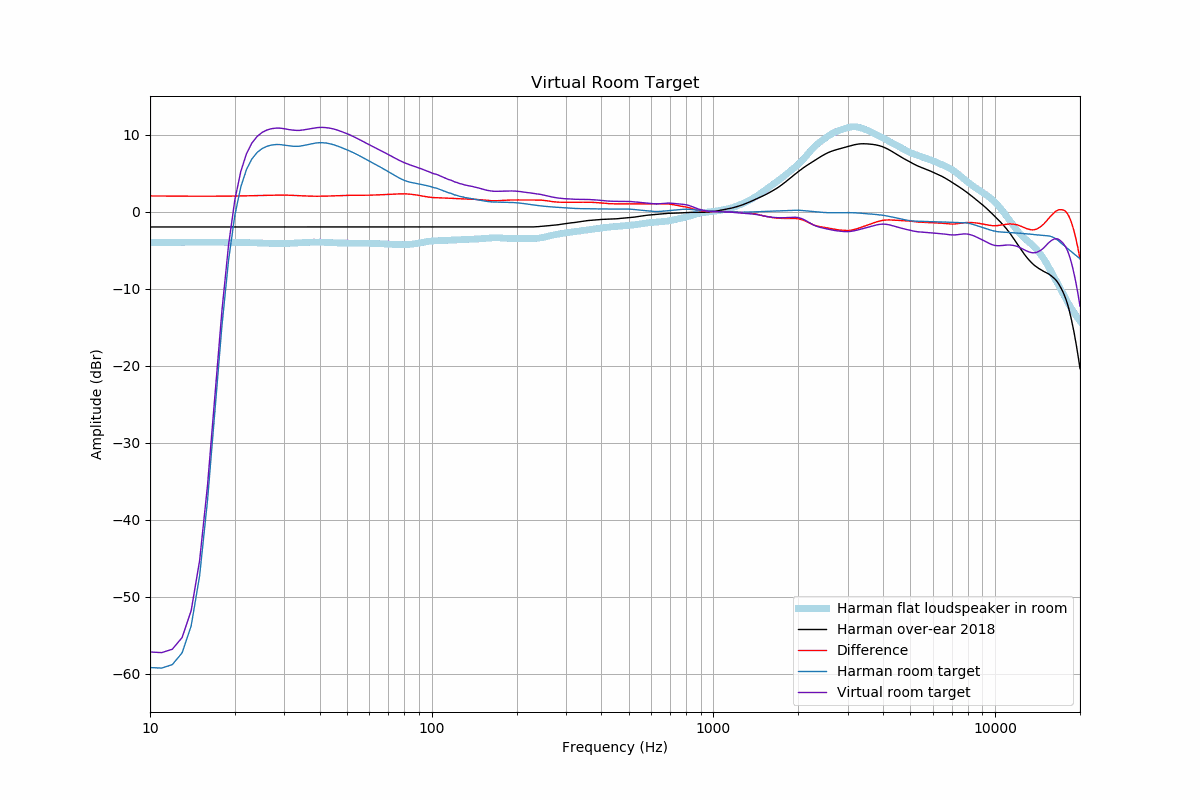 Virtual Room Target
Amplitude (dBr)
10
0
−10
−20
−30
−40
−50
−60
Harman flat loudspeaker in room
Harman over-ear 2018
Difference
Harman room target
Virtual room target
10 100 1000 10000
Frequency (Hz)